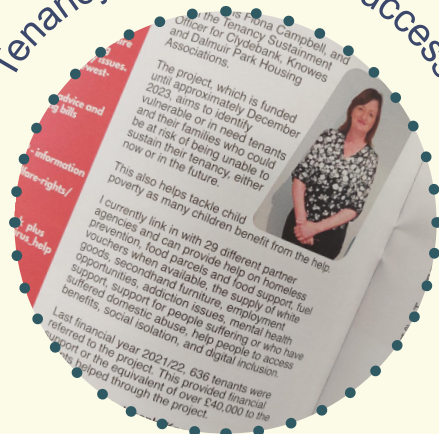 Tenancy
is Fiona Campbell, and
the Tenancy Sustainment
Officer for Clydebank, Knowes
and Dalmuir Park Housing
Associations.
The project, which is funded
until approximately December
2023, aims to identify
vulnerable or in need tenants
and their families who could
be at risk of being unable to
sustain their tenancy, either
now or in the future.
This also helps tackle child
poverty as many children benefit from the help.
I currently link in with 29 different partner
agencies and can provide help on homeless
prevention, food parcels and food support, fuel
vouchers when available, the supply of white
goods, secondhand furniture, employment
opportunities, addiction issues, mental health
support, support for people suffering or who have
suffered domestic abuse, help people to access
benefits, social isolation, and digital inclusion.
Last financial year 2021/22, 636 tenants were
referred to the project. This provided financial
support or the equivalent of over £40,000 to the
helped through the project.
issues.
west-
advice and
bills
- information
fare-rights/
plus
rus_help